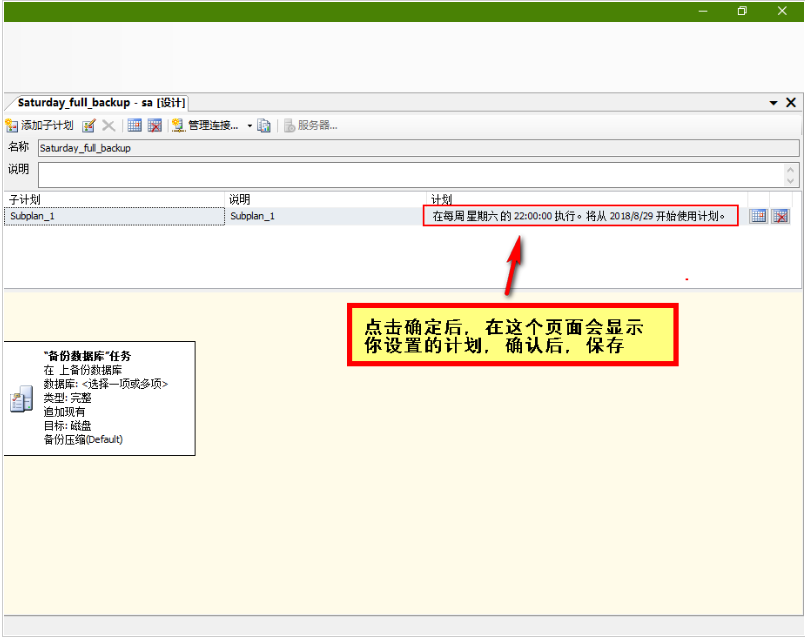 Saturday_full_backup - sa [设计]
添加子计划 管理连接... 服务器...
名称 Saturday_full_backup
说明
子计划 说明 计划
Subplan_1 Subplan_1 在每周 星期六 的 22:00:00 执行。将从 2018/8/29 开始使用计划。
点击确定后，在这个页面会显示
你设置的计划，确认后，保存
“备份数据库”任务
在 上备份数据库
数据库: <选择一项或多项>
类型: 完整
追加现有
目标: 磁盘
备份压缩(Default)